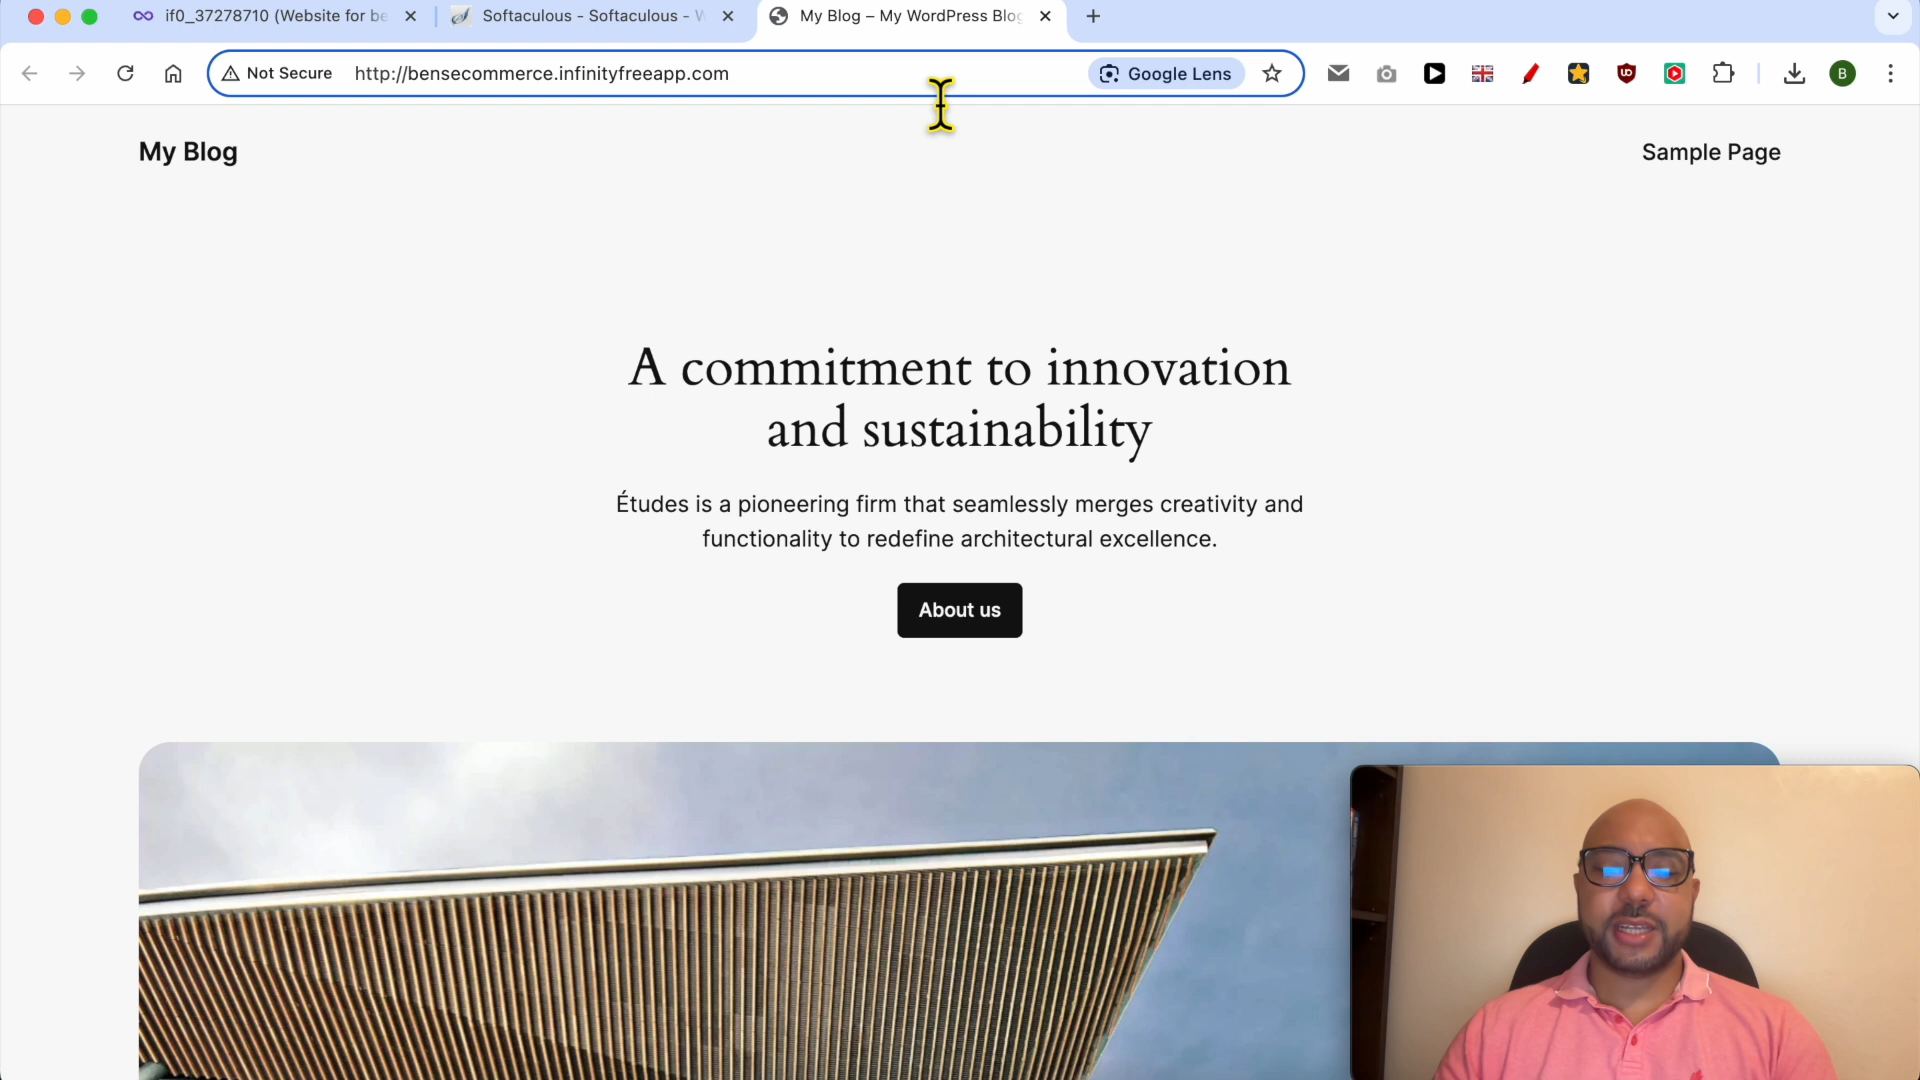 if0_37278710 (Website for be
Softaculous - Softaculous - W
My Blog – My WordPress Blog
Not Secure
http://bensecommerce.infinityfreeapp.com
Google Lens
B
My Blog
Sample Page
A commitment to innovation
and sustainability
Études is a pioneering firm that seamlessly merges creativity and
functionality to redefine architectural excellence.
About us